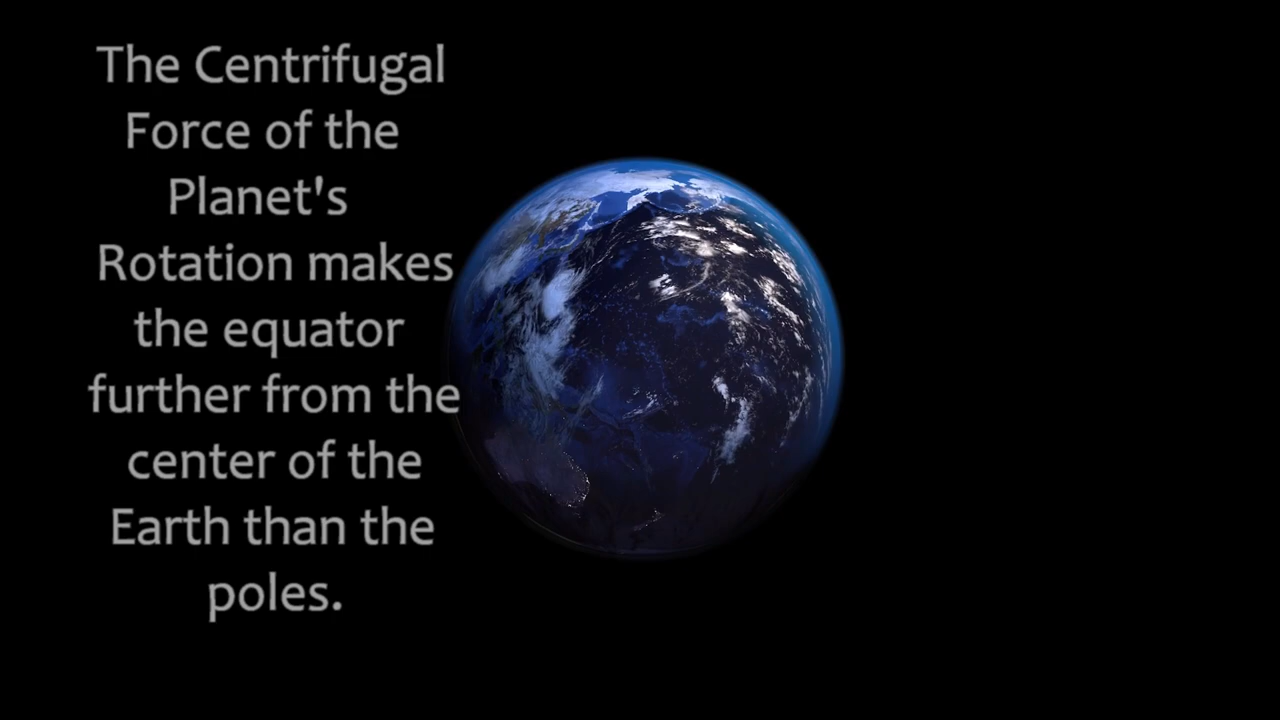 The Centrifugal
Force of the
Planet's
Rotation makes
the equator
further from the
center of the
Earth than the
poles.